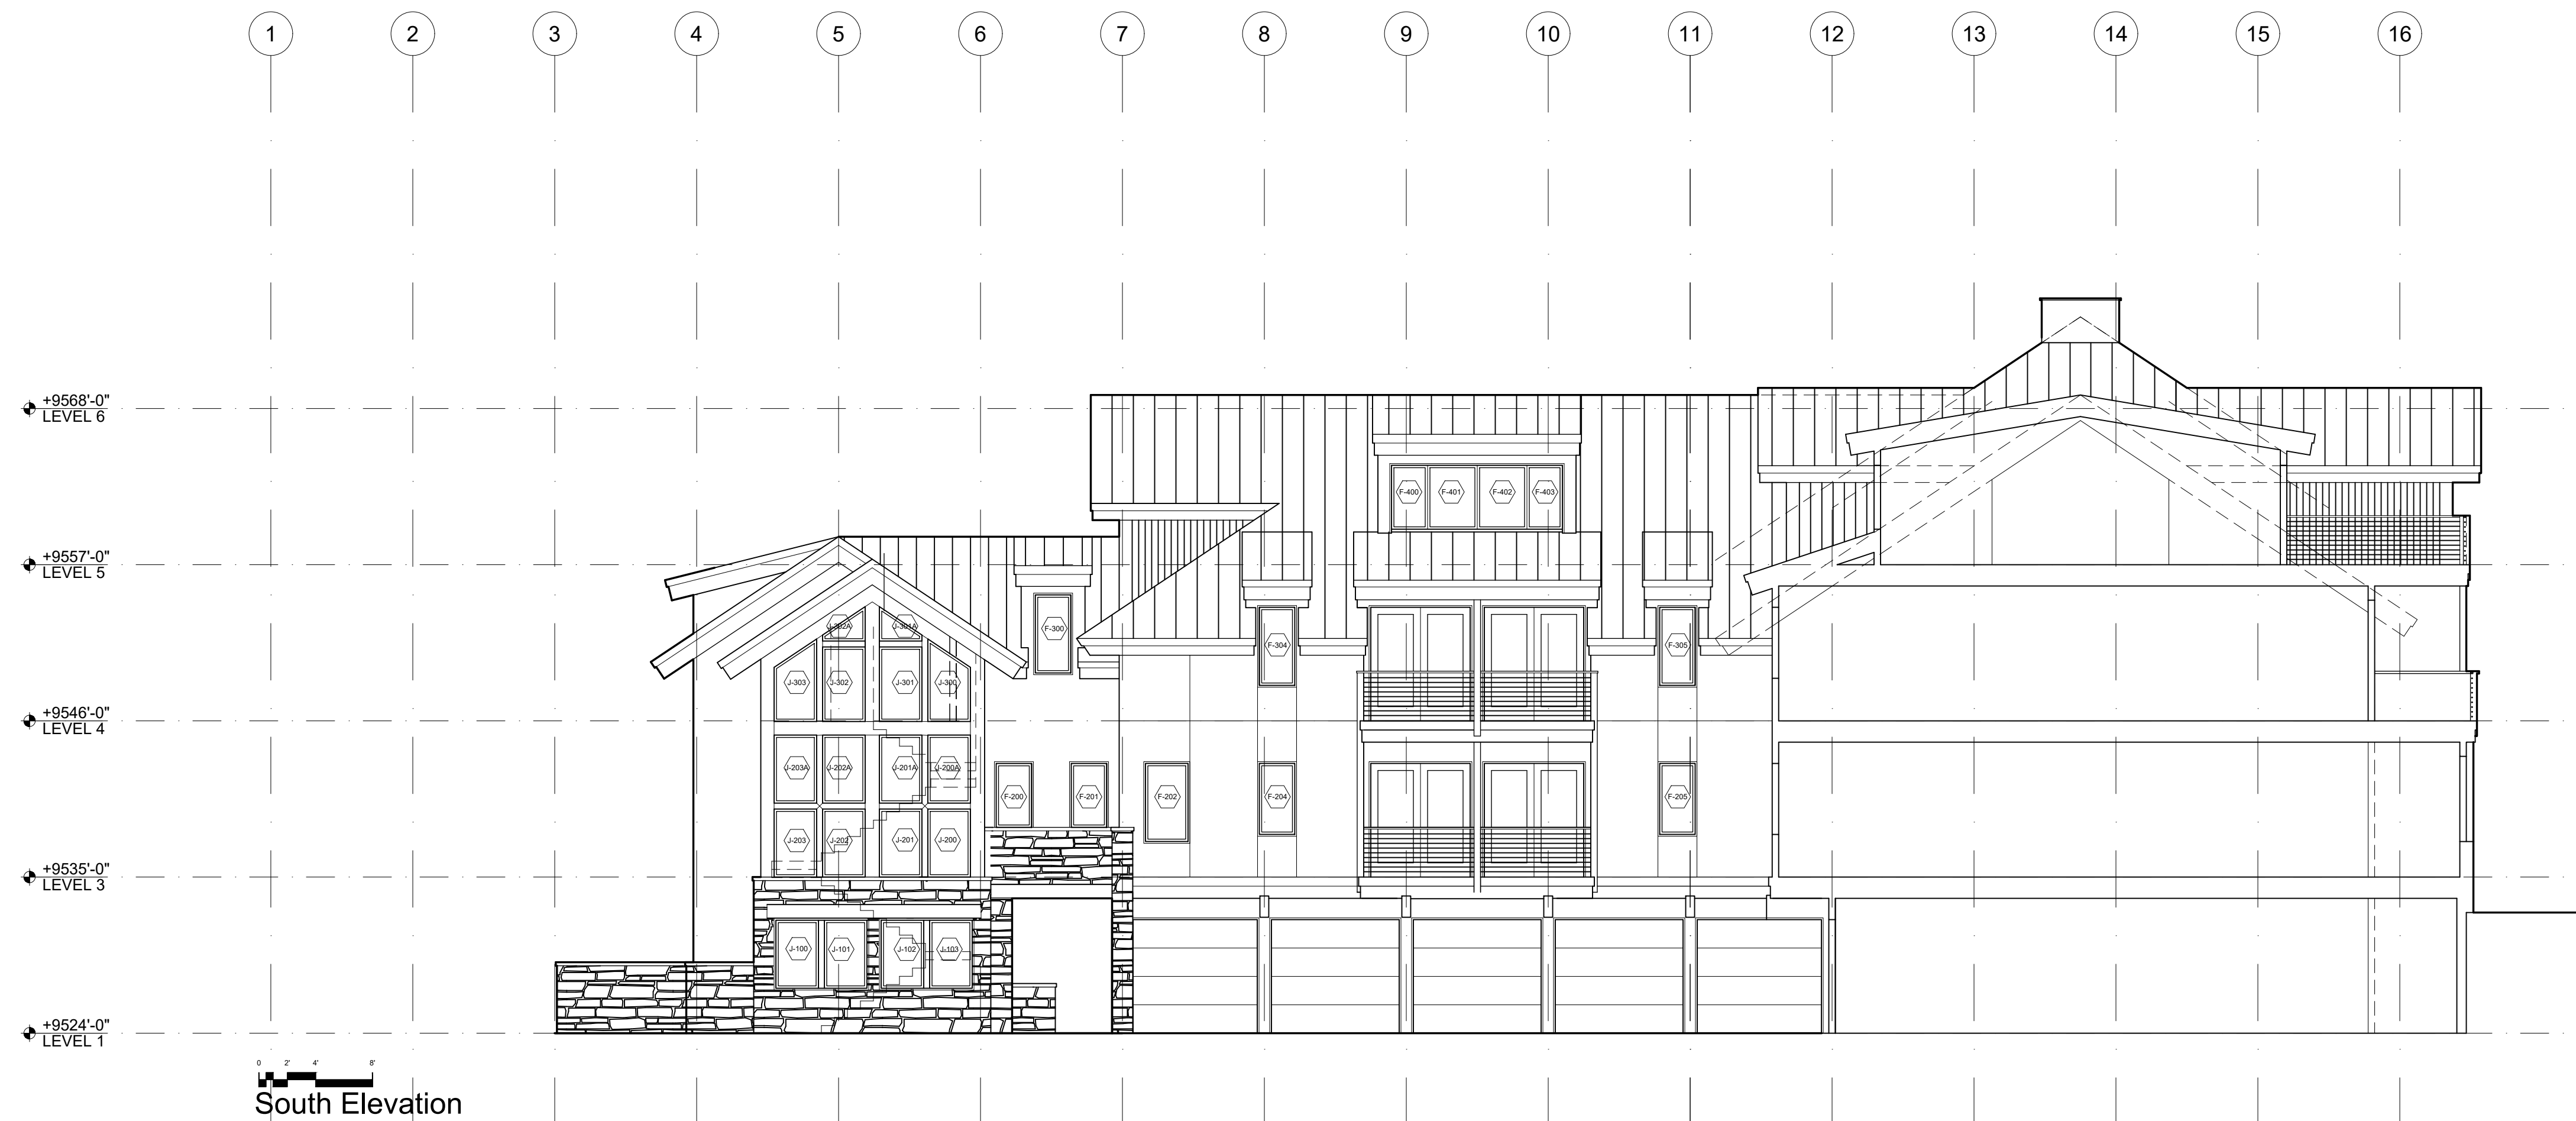 1 2 3 4 5 6 7 8 9 10 11 12 13 14 15 16
+9568'-0"
LEVEL 6
F-400 F-401 F-402 F-403
+9557'-0"
LEVEL 5
J-302A J-301A F-300
F-304 F-305
J-303 J-302 J-301 J-300
+9546'-0"
LEVEL 4
J-203A J-202A J-201A J-200A
F-200 F-201 F-202 F-204 F-205
J-203 J-202 J-201 J-200
+9535'-0"
LEVEL 3
J-100 J-101 J-102 J-103
+9524'-0"
LEVEL 1
0 2' 4' 8'
South Elevation